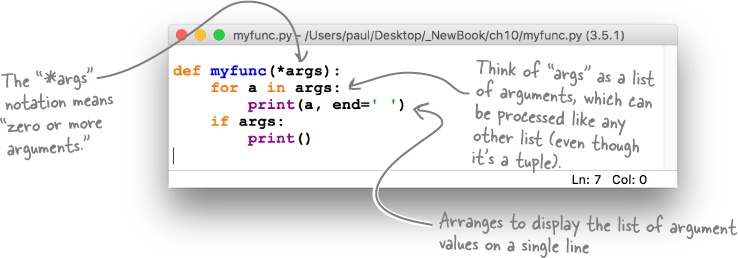 myfunc.py - /Users/paul/Desktop/_NewBook/ch10/myfunc.py (3.5.1)
The "*args"
notation means
"zero or more
arguments."
def myfunc(*args):
    for a in args:
        print(a, end=' ')
    if args:
        print()
Think of "args" as a list
of arguments, which can
be processed like any
other list (even though
it's a tuple).
Ln: 7 Col: 0
Arranges to display the list of argument
values on a single line